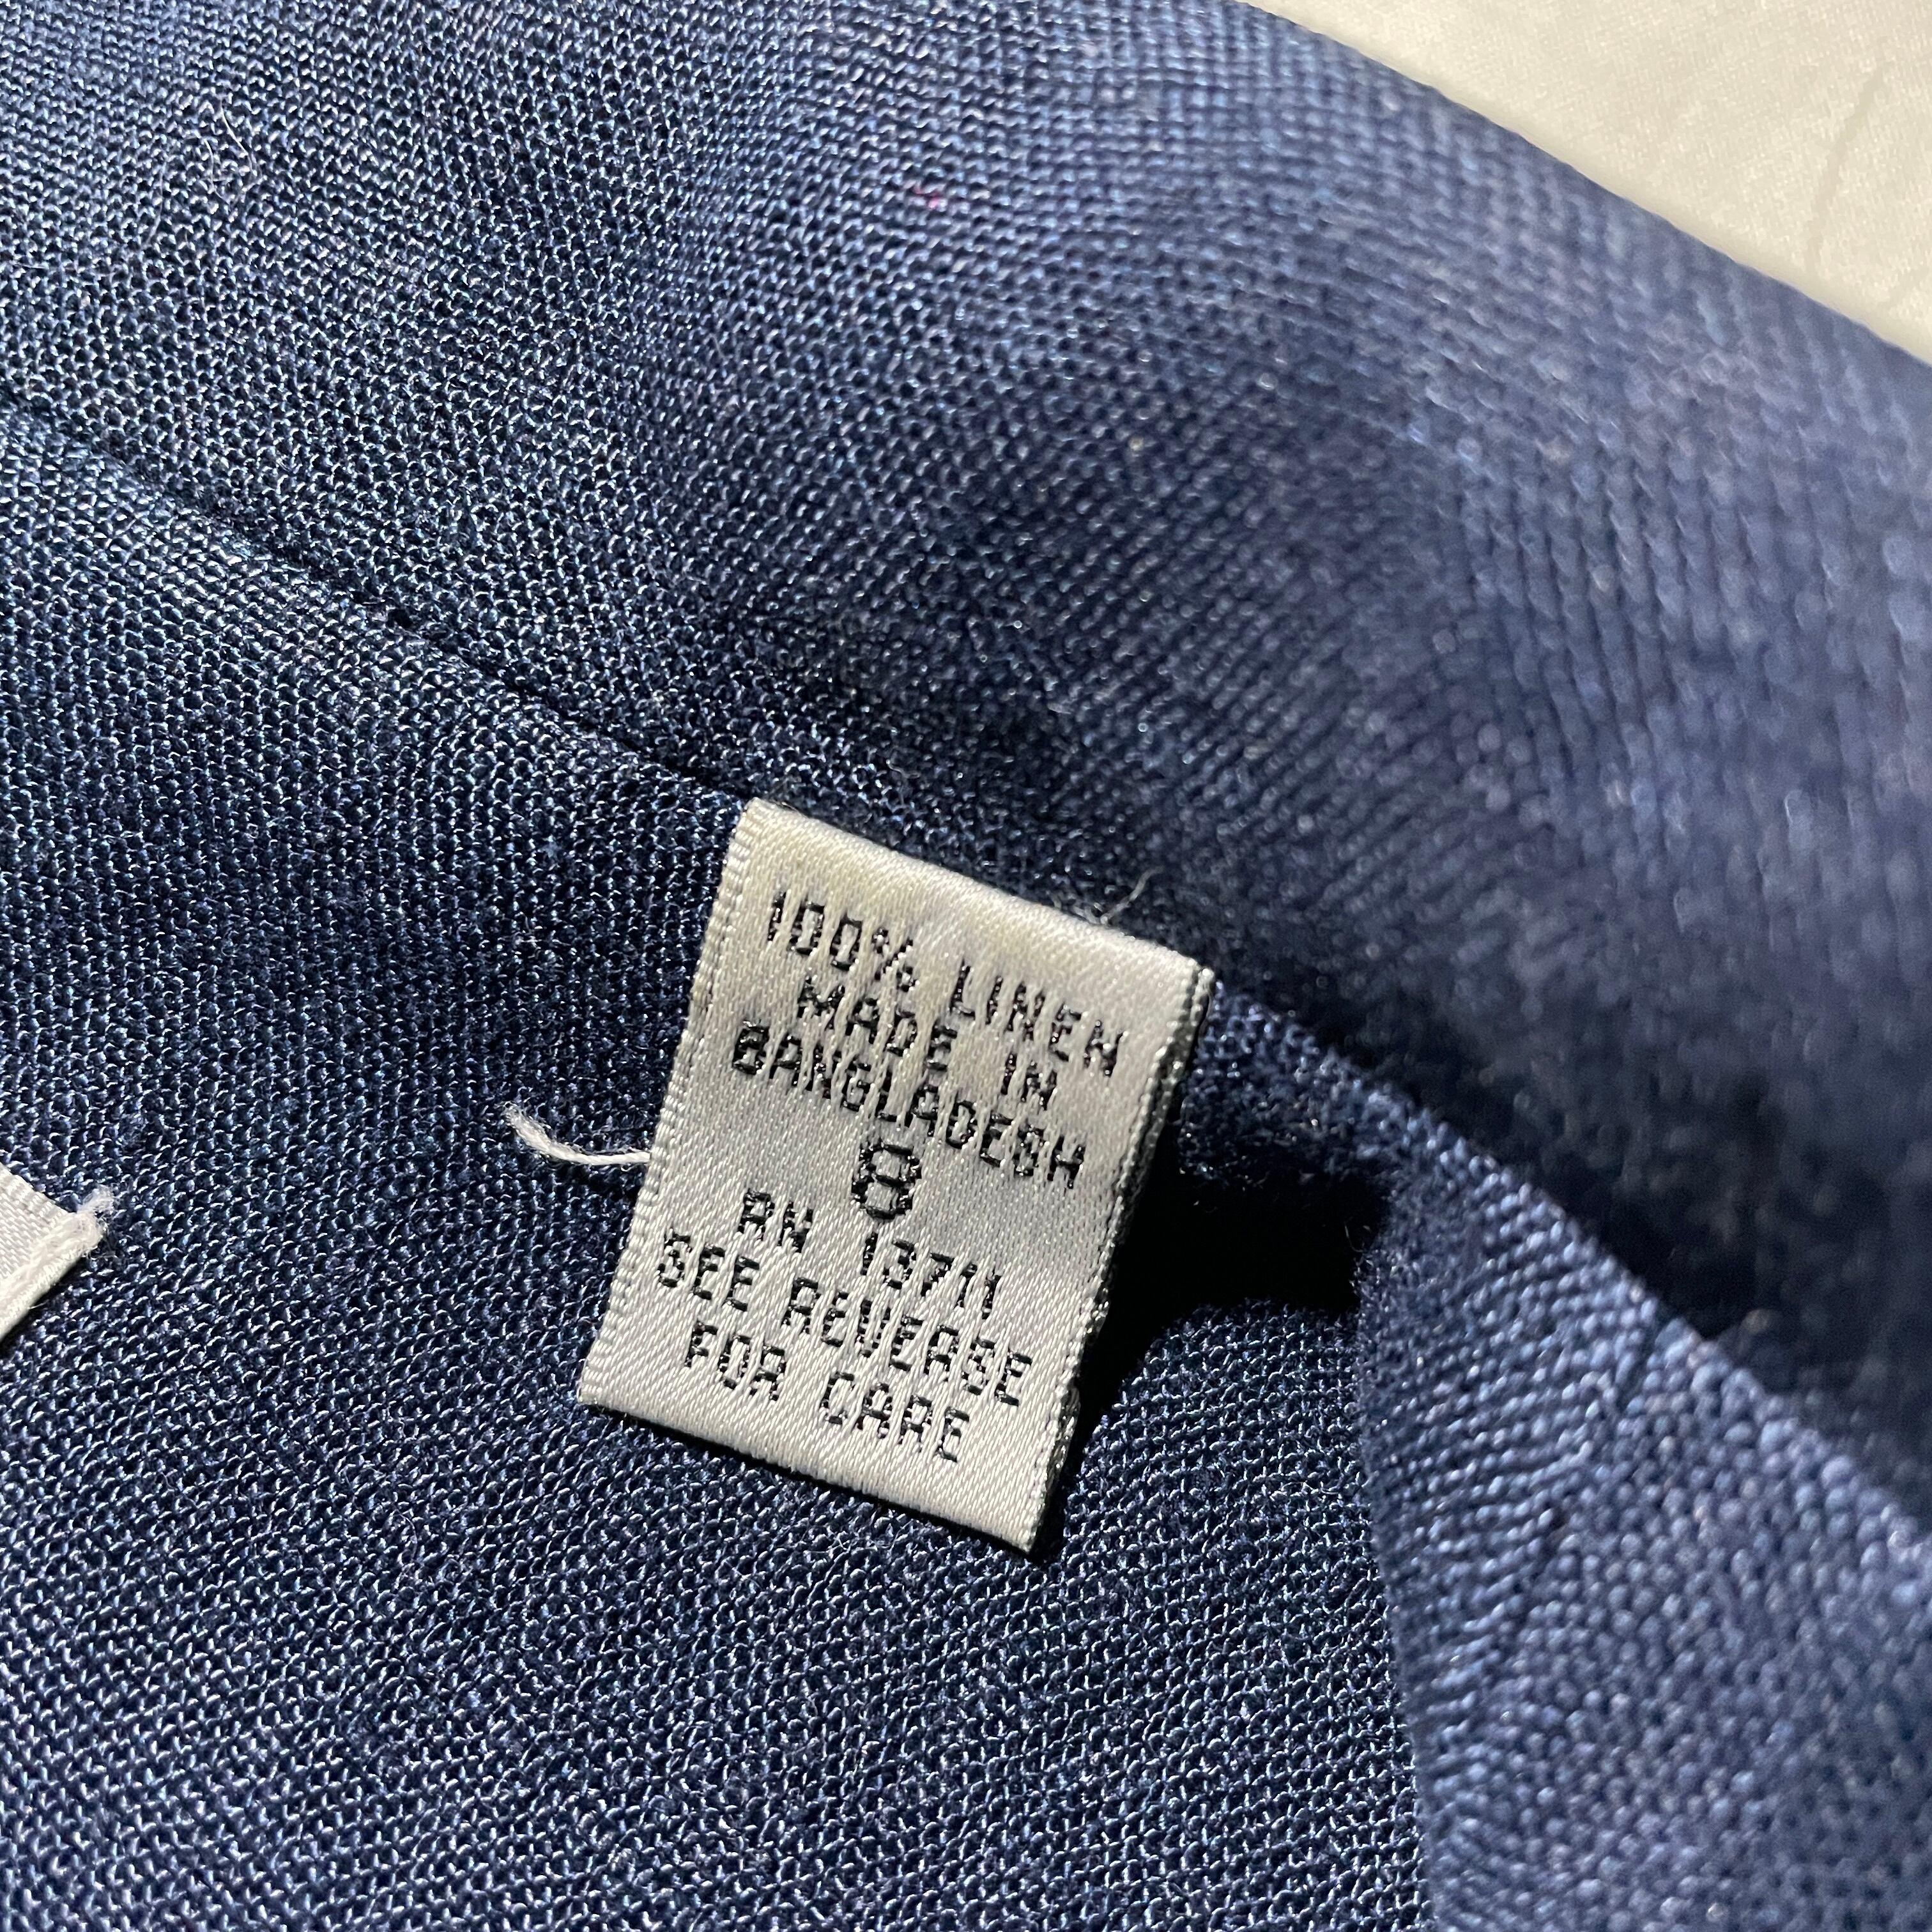 100% LINEN
MADE IN
BANGLADESH
8
RN 13711
SEE REVERSE
FOR CARE